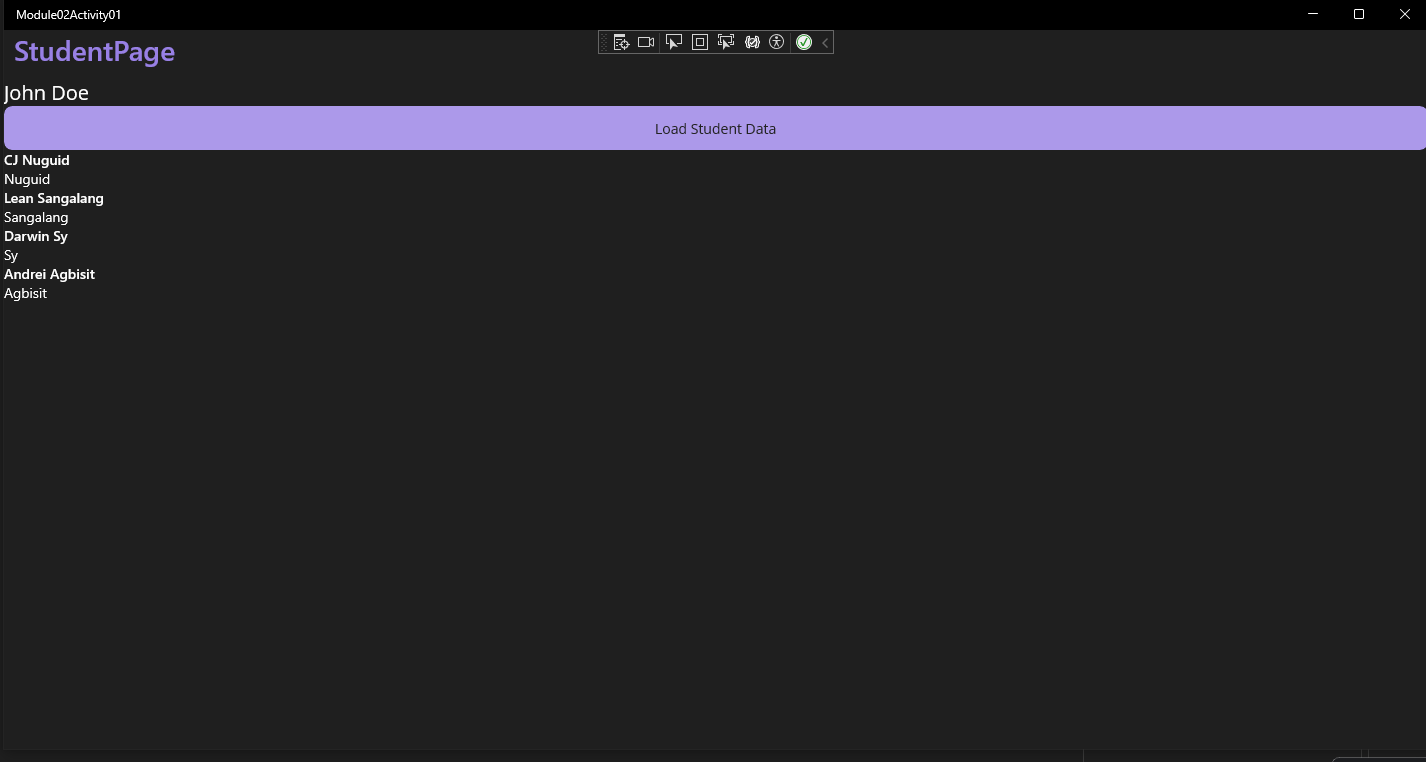 Module02Activity01
StudentPage
John Doe
Load Student Data
CJ Nuguid
Nuguid
Lean Sangalang
Sangalang
Darwin Sy
Sy
Andrei Agbisit
Agbisit